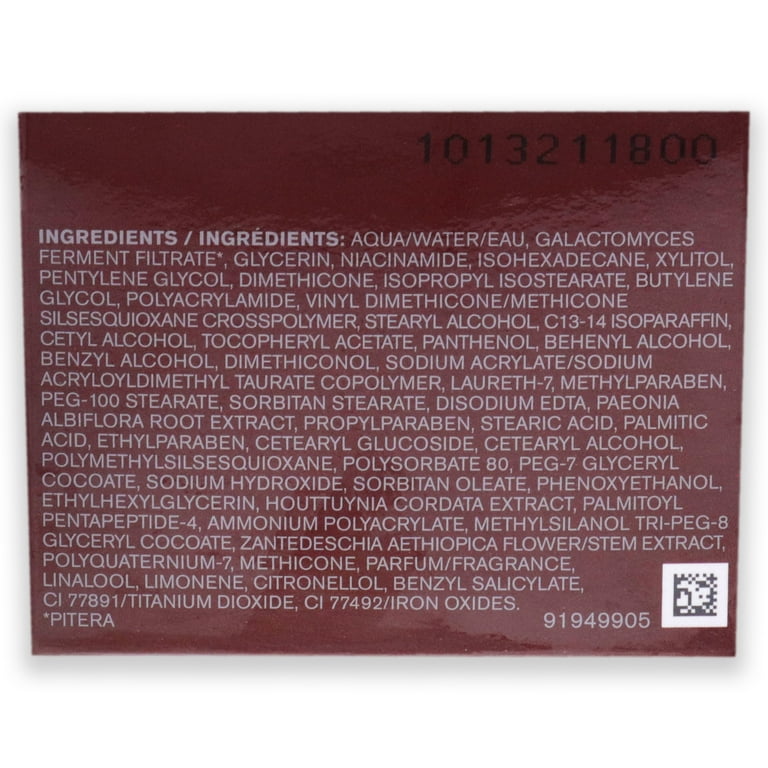 1013211800
INGREDIENTS / INGRÉDIENTS: AQUA/WATER/EAU, GALACTOMYCES
FERMENT FILTRATE*, GLYCERIN, NIACINAMIDE, ISOHEXADECANE, XYLITOL,
PENTYLENE GLYCOL, DIMETHICONE, ISOPROPYL ISOSTEARATE, BUTYLENE
GLYCOL, POLYACRYLAMIDE, VINYL DIMETHICONE/METHICONE
SILSESQUIOXANE CROSSPOLYMER, STEARYL ALCOHOL, C13-14 ISOPARAFFIN,
CETYL ALCOHOL, TOCOPHERYL ACETATE, PANTHENOL, BEHENYL ALCOHOL,
BENZYL ALCOHOL, DIMETHICONOL, SODIUM ACRYLATE/SODIUM
ACRYLOYLDIMETHYL TAURATE COPOLYMER, LAURETH-7, METHYLPARABEN,
PEG-100 STEARATE, SORBITAN STEARATE, DISODIUM EDTA, PAEONIA
ALBIFLORA ROOT EXTRACT, PROPYLPARABEN, STEARIC ACID, PALMITIC
ACID, ETHYLPARABEN, CETEARYL GLUCOSIDE, CETEARYL ALCOHOL,
POLYMETHYLSILSESQUIOXANE, POLYSORBATE 80, PEG-7 GLYCERYL
COCOATE, SODIUM HYDROXIDE, SORBITAN OLEATE, PHENOXYETHANOL,
ETHYLHEXYLGLYCERIN, HOUTTUYNIA CORDATA EXTRACT, PALMITOYL
PENTAPEPTIDE-4, AMMONIUM POLYACRYLATE, METHYLSILANOL TRI-PEG-8
GLYCERYL COCOATE, ZANTEDESCHIA AETHIOPICA FLOWER/STEM EXTRACT,
POLYQUATERNIUM-7, METHICONE, PARFUM/FRAGRANCE,
LINALOOL, LIMONENE, CITRONELLOL, BENZYL SALICYLATE,
CI 77891/TITANIUM DIOXIDE, CI 77492/IRON OXIDES.
*PITERA 91949905